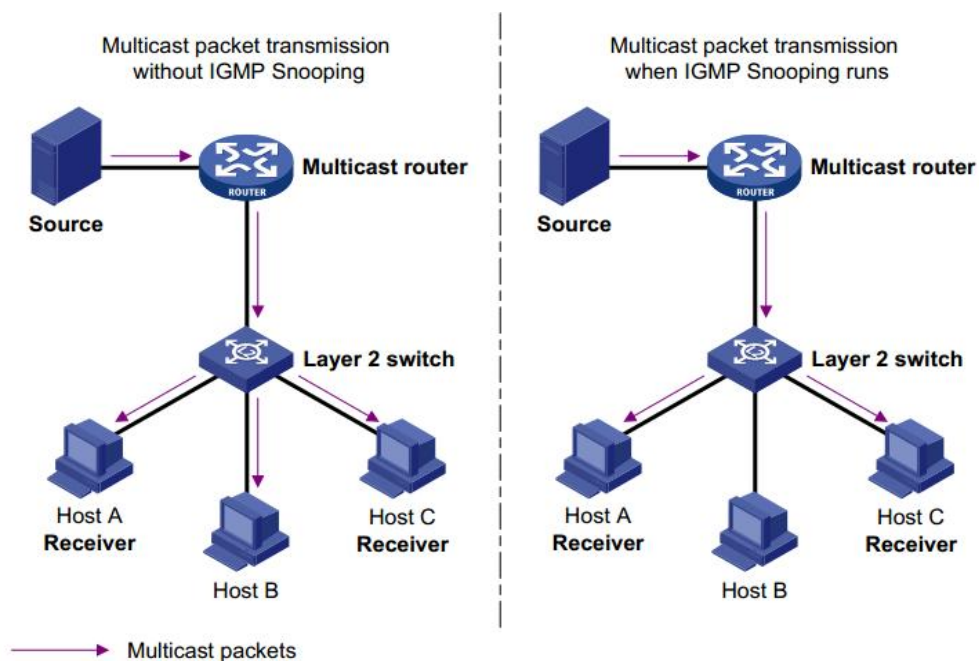 Multicast packet transmission
without IGMP Snooping
Source
ROUTER
Multicast router
Layer 2 switch
Host A
Receiver
Host B
Host C
Receiver
Multicast packet transmission
when IGMP Snooping runs
Source
ROUTER
Multicast router
Layer 2 switch
Host A
Receiver
Host B
Host C
Receiver
Multicast packets